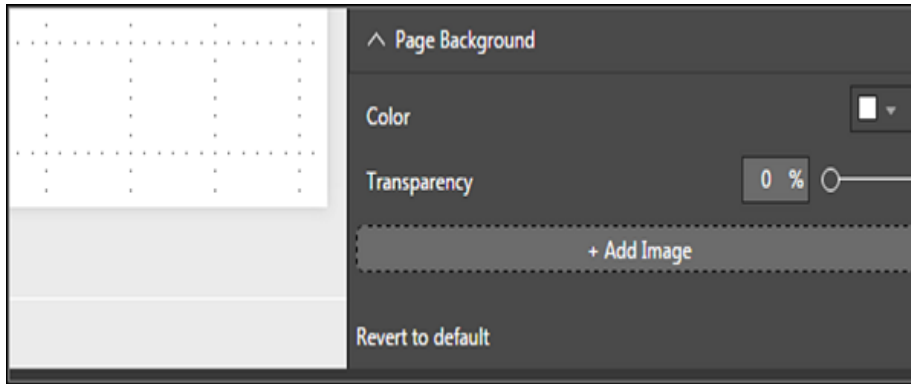 Page Background
Color
Transparency 0 %
+ Add Image
Revert to default